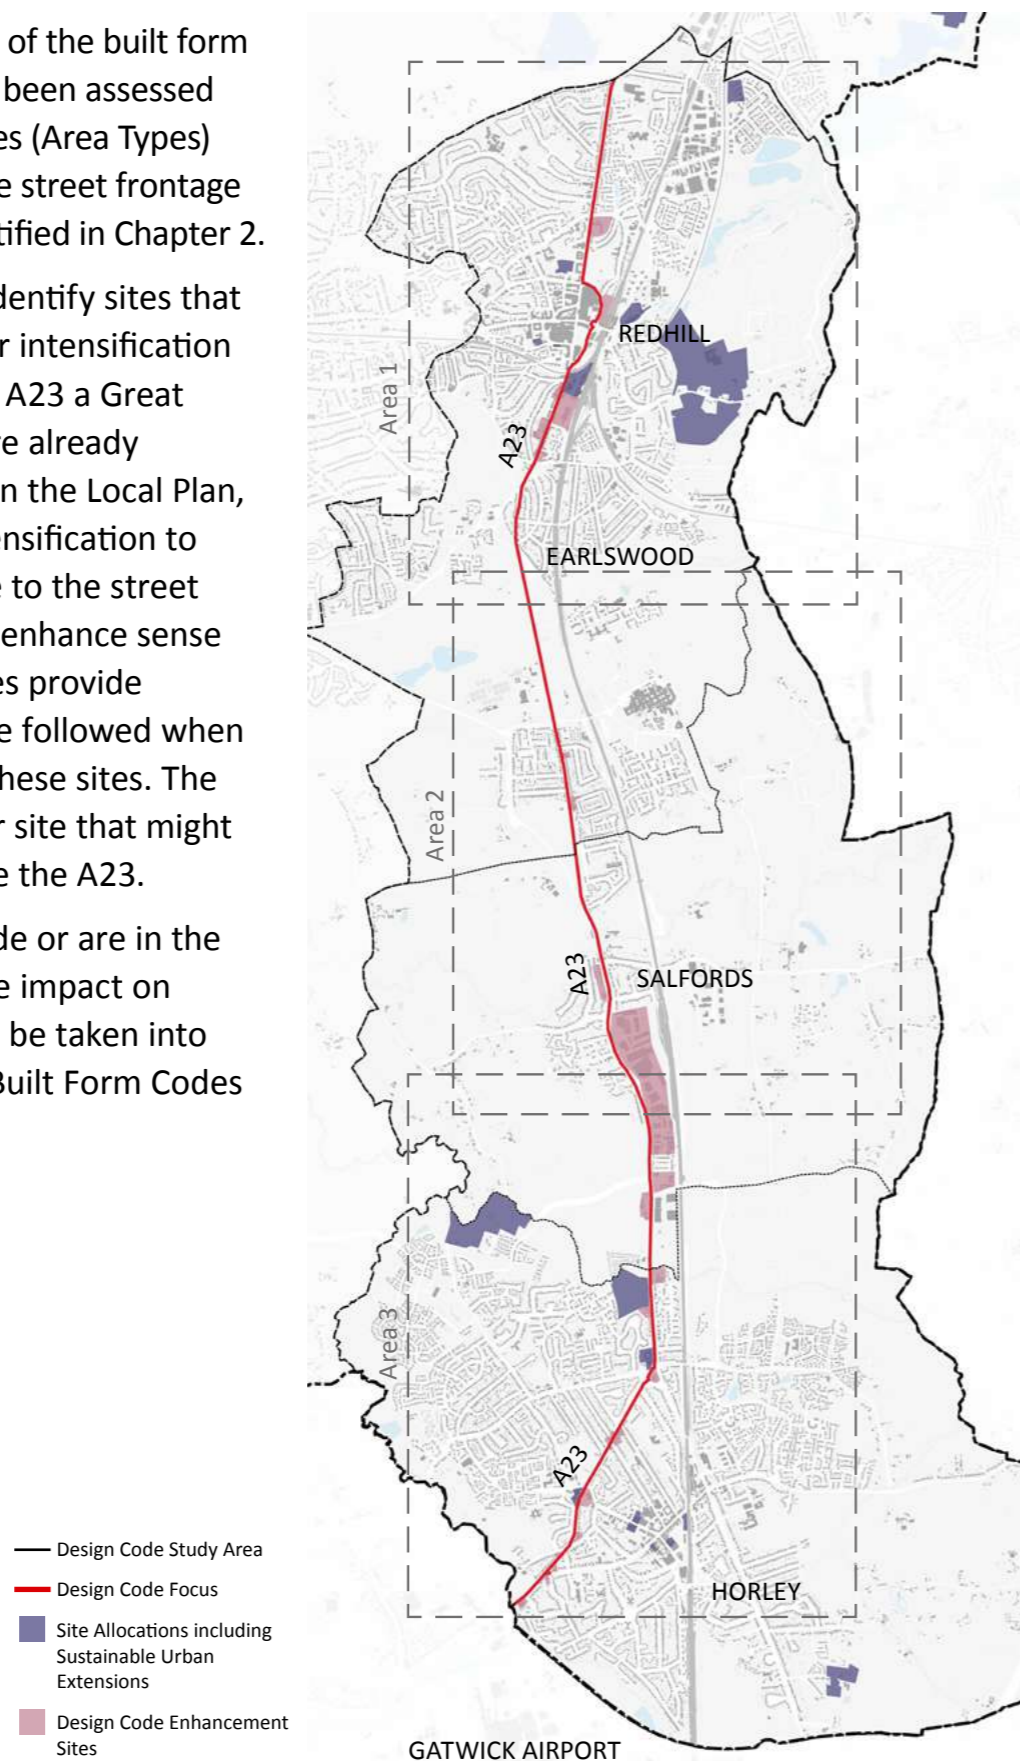 of the built form
been assessed
es (Area Types)
e street frontage
tified in Chapter 2.
dentify sites that
r intensification
A23 a Great
re already
n the Local Plan,
ensification to
e to the street
enhance sense
es provide
e followed when
hese sites. The
r site that might
e the A23.
de or are in the
e impact on
be taken into
Built Form Codes
REDHILL
Area 1
A23
EARLSWOOD
Area 2
A23
SALFORDS
Area 3
A23
HORLEY
GATWICK AIRPORT
Design Code Study Area
Design Code Focus
Site Allocations including
Sustainable Urban
Extensions
Design Code Enhancement
Sites